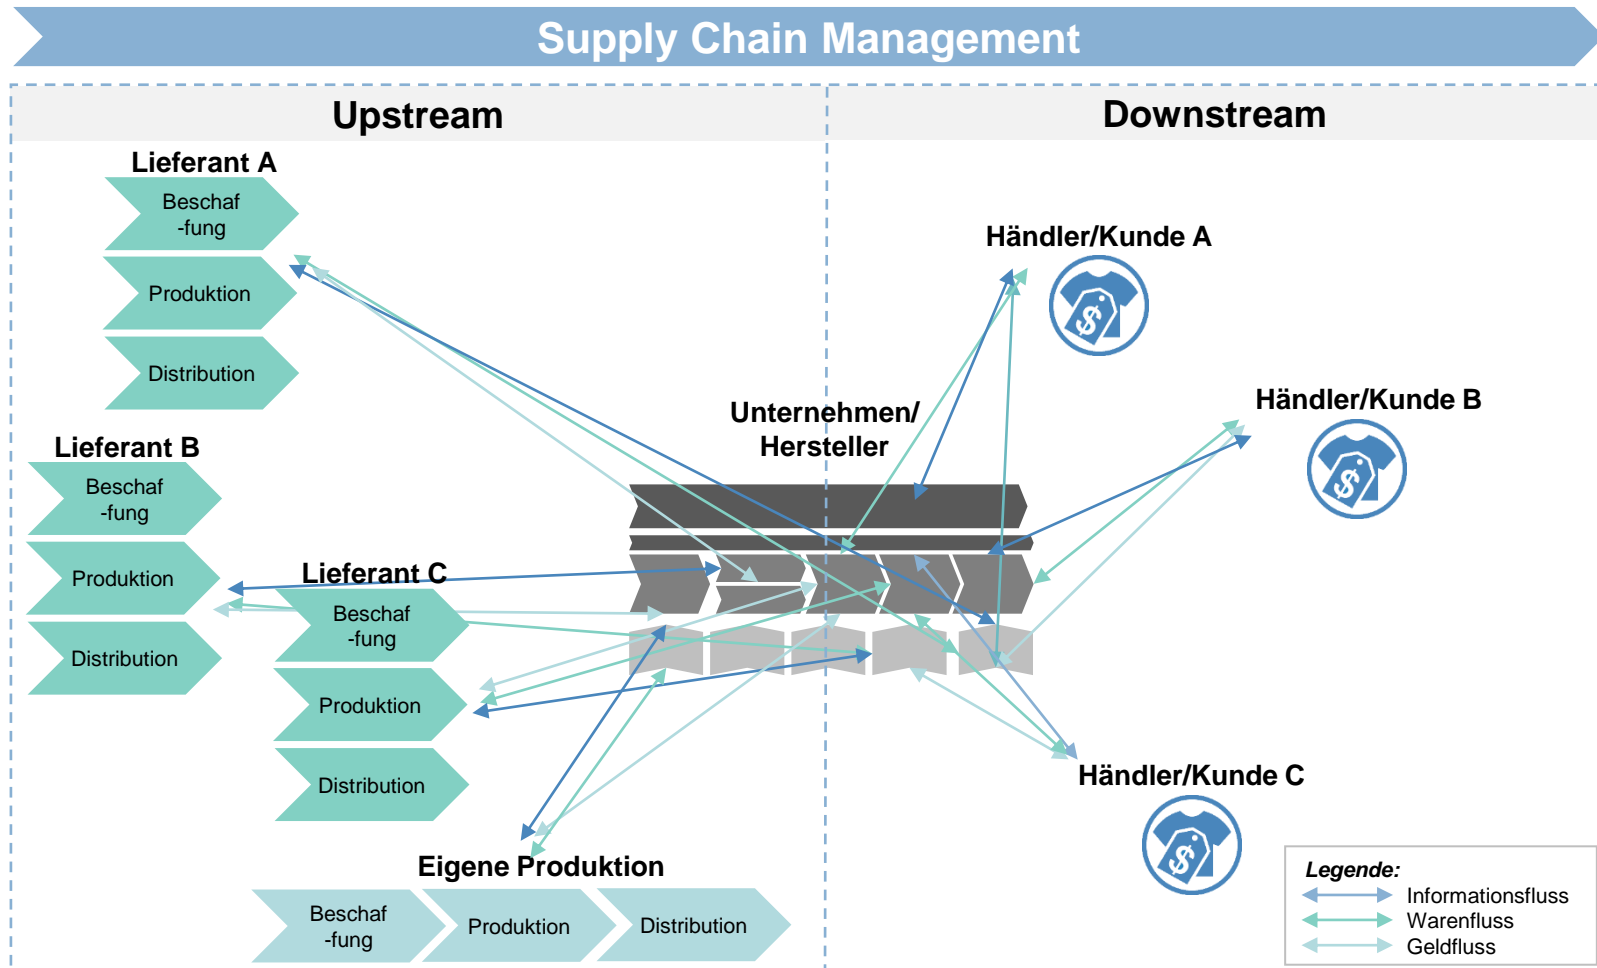 Supply Chain Management
Upstream
Downstream
Lieferant A
Beschaf
-fung
Produktion
Distribution
Lieferant B
Beschaf
-fung
Produktion
Distribution
Lieferant C
Beschaf
-fung
Produktion
Distribution
Eigene Produktion
Beschaf
-fung
Produktion
Distribution
Unternehmen/
Hersteller
Händler/Kunde A
$
Händler/Kunde B
$
Händler/Kunde C
$
Legende:
Informationsfluss
Warenfluss
Geldfluss